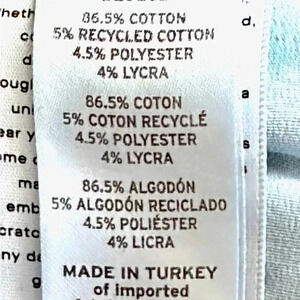 86.5% COTTON
5% RECYCLED COTTON
4.5% POLYESTER
4% LYCRA
86.5% COTON
5% COTON RECYCLÉ
4.5% POLYESTER
4% LYCRA
86.5% ALGODÓN
5% ALGODÓN RECICLADO
4.5% POLIÉSTER
4% LICRA
MADE IN TURKEY
of imported